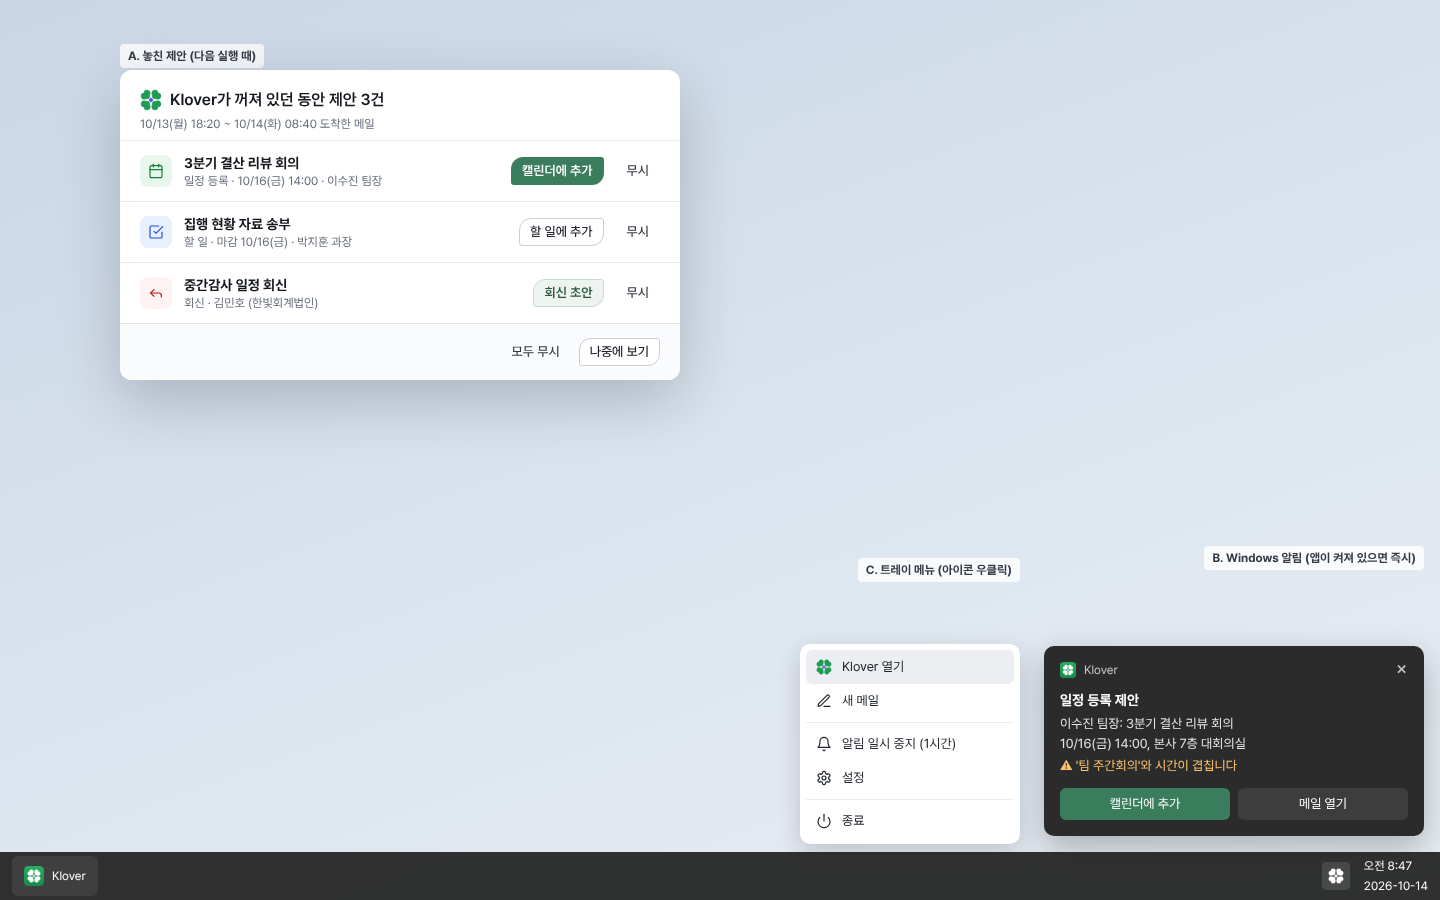 A. 놓친 제안 (다음 실행 때)
Klover가 꺼져 있던 동안 제안 3건
10/13(월) 18:20 ~ 10/14(화) 08:40 도착한 메일
3분기 결산 리뷰 회의
일정 등록 · 10/16(금) 14:00 · 이수진 팀장
캘린더에 추가
무시
집행 현황 자료 송부
할 일 · 마감 10/16(금) · 박지훈 과장
할 일에 추가
무시
중간감사 일정 회신
회신 · 김민호 (한빛회계법인)
회신 초안
무시
모두 무시
나중에 보기
C. 트레이 메뉴 (아이콘 우클릭)
Klover 열기
새 메일
알림 일시 중지 (1시간)
설정
종료
B. Windows 알림 (앱이 켜져 있으면 즉시)
Klover
일정 등록 제안
이수진 팀장: 3분기 결산 리뷰 회의
10/16(금) 14:00, 본사 7층 대회의실
'팀 주간회의'와 시간이 겹칩니다
캘린더에 추가
메일 열기
Klover
오전 8:47
2026-10-14